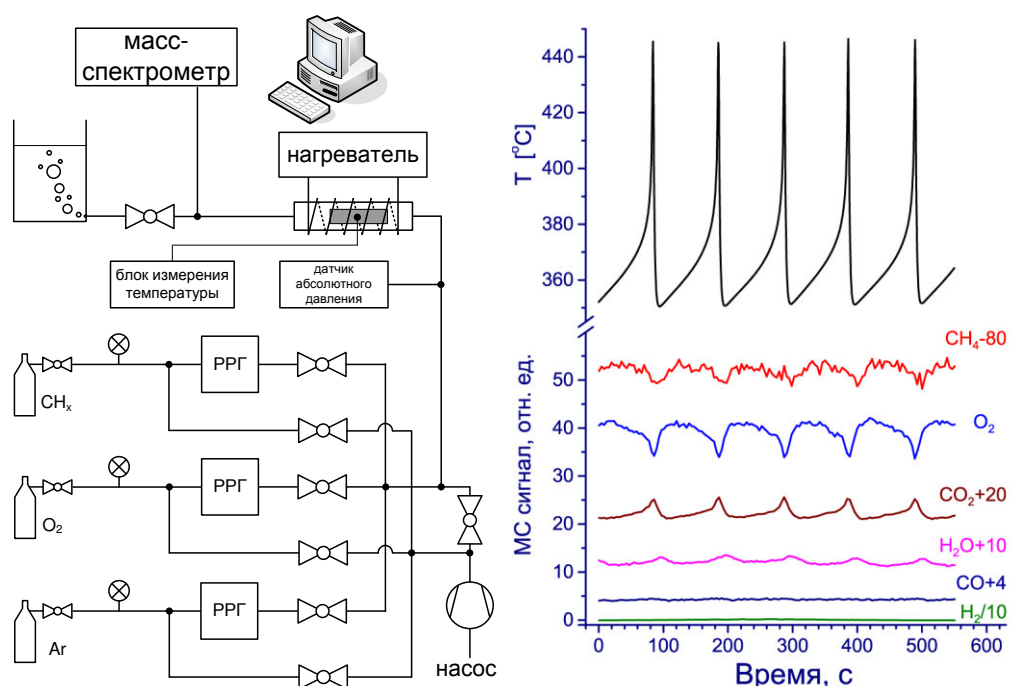 масс-
спектрометр
нагреватель
блок измерения
температуры
датчик
абсолютного
давления
CHₓ
РРГ
O₂
РРГ
Ar
РРГ
насос
T [°C]
440
420
400
380
360
МС сигнал, отн. ед.
50
40
30
20
10
0
CH₄-80
O₂
CO₂+20
H₂O+10
CO+4
H₂/10
0 100 200 300 400 500 600
Время, с